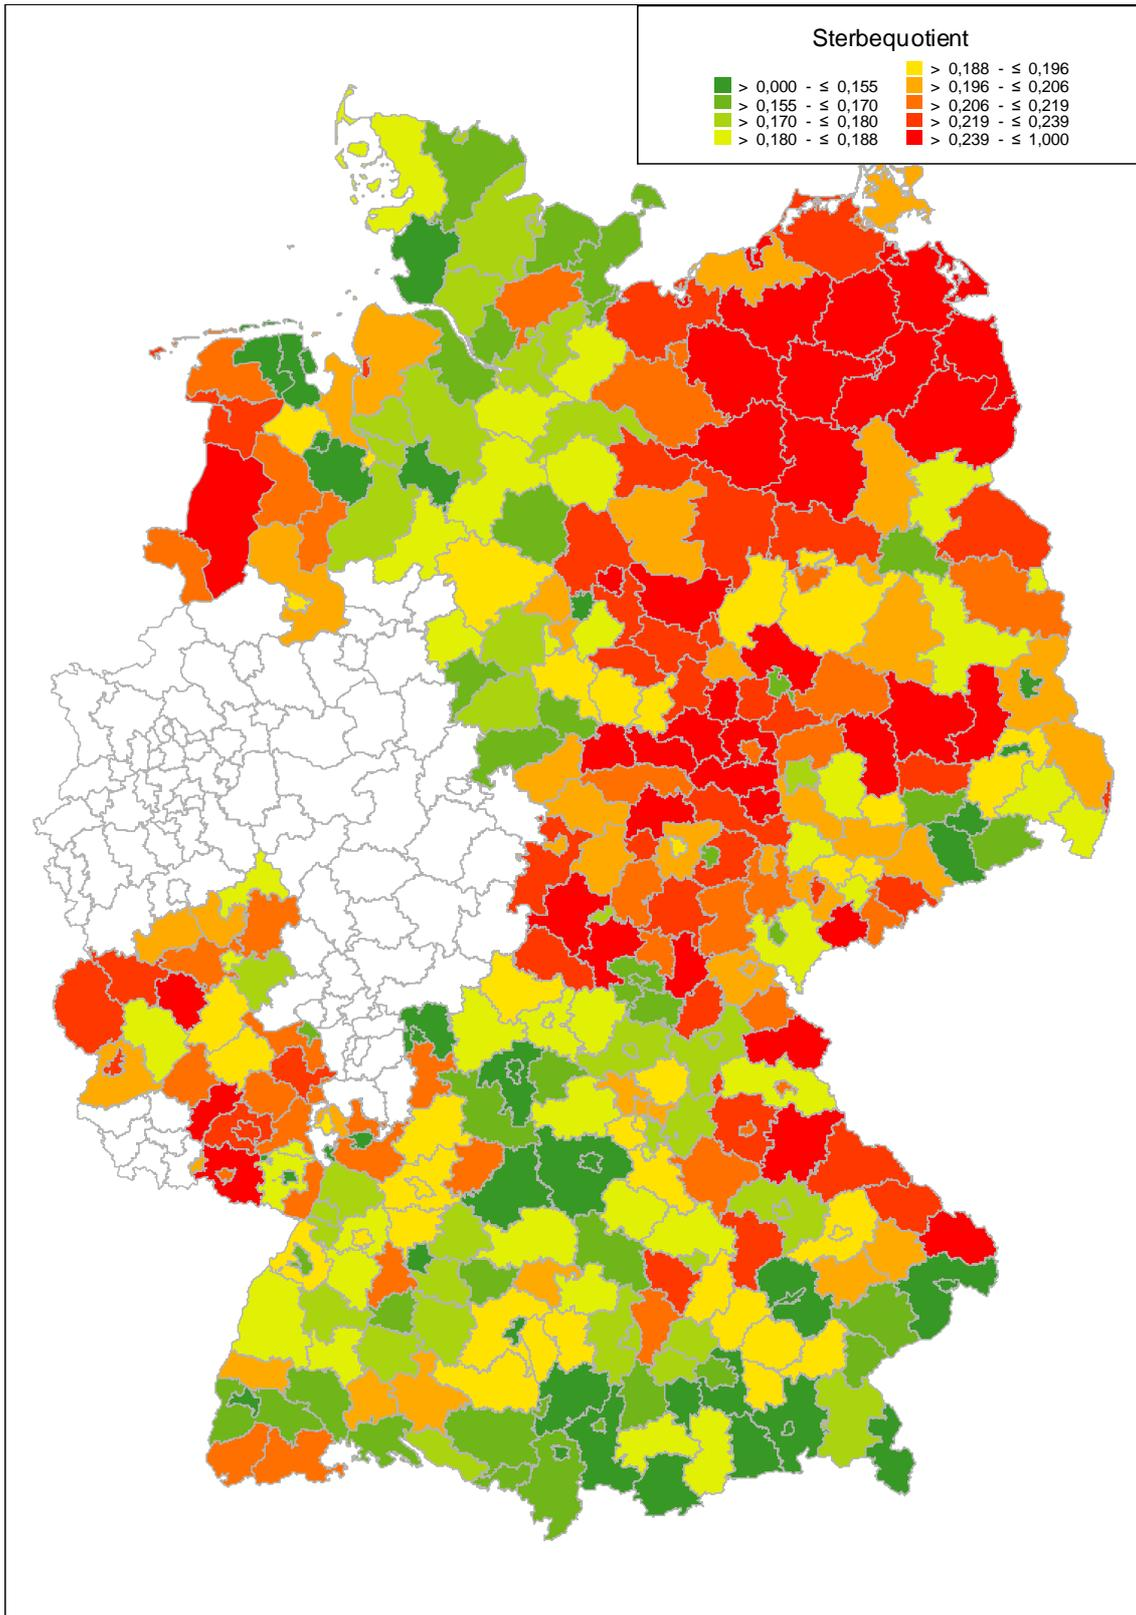 Sterbequotient
> 0,000 - ≤ 0,155
> 0,155 - ≤ 0,170
> 0,170 - ≤ 0,180
> 0,180 - ≤ 0,188
> 0,188 - ≤ 0,196
> 0,196 - ≤ 0,206
> 0,206 - ≤ 0,219
> 0,219 - ≤ 0,239
> 0,239 - ≤ 1,000